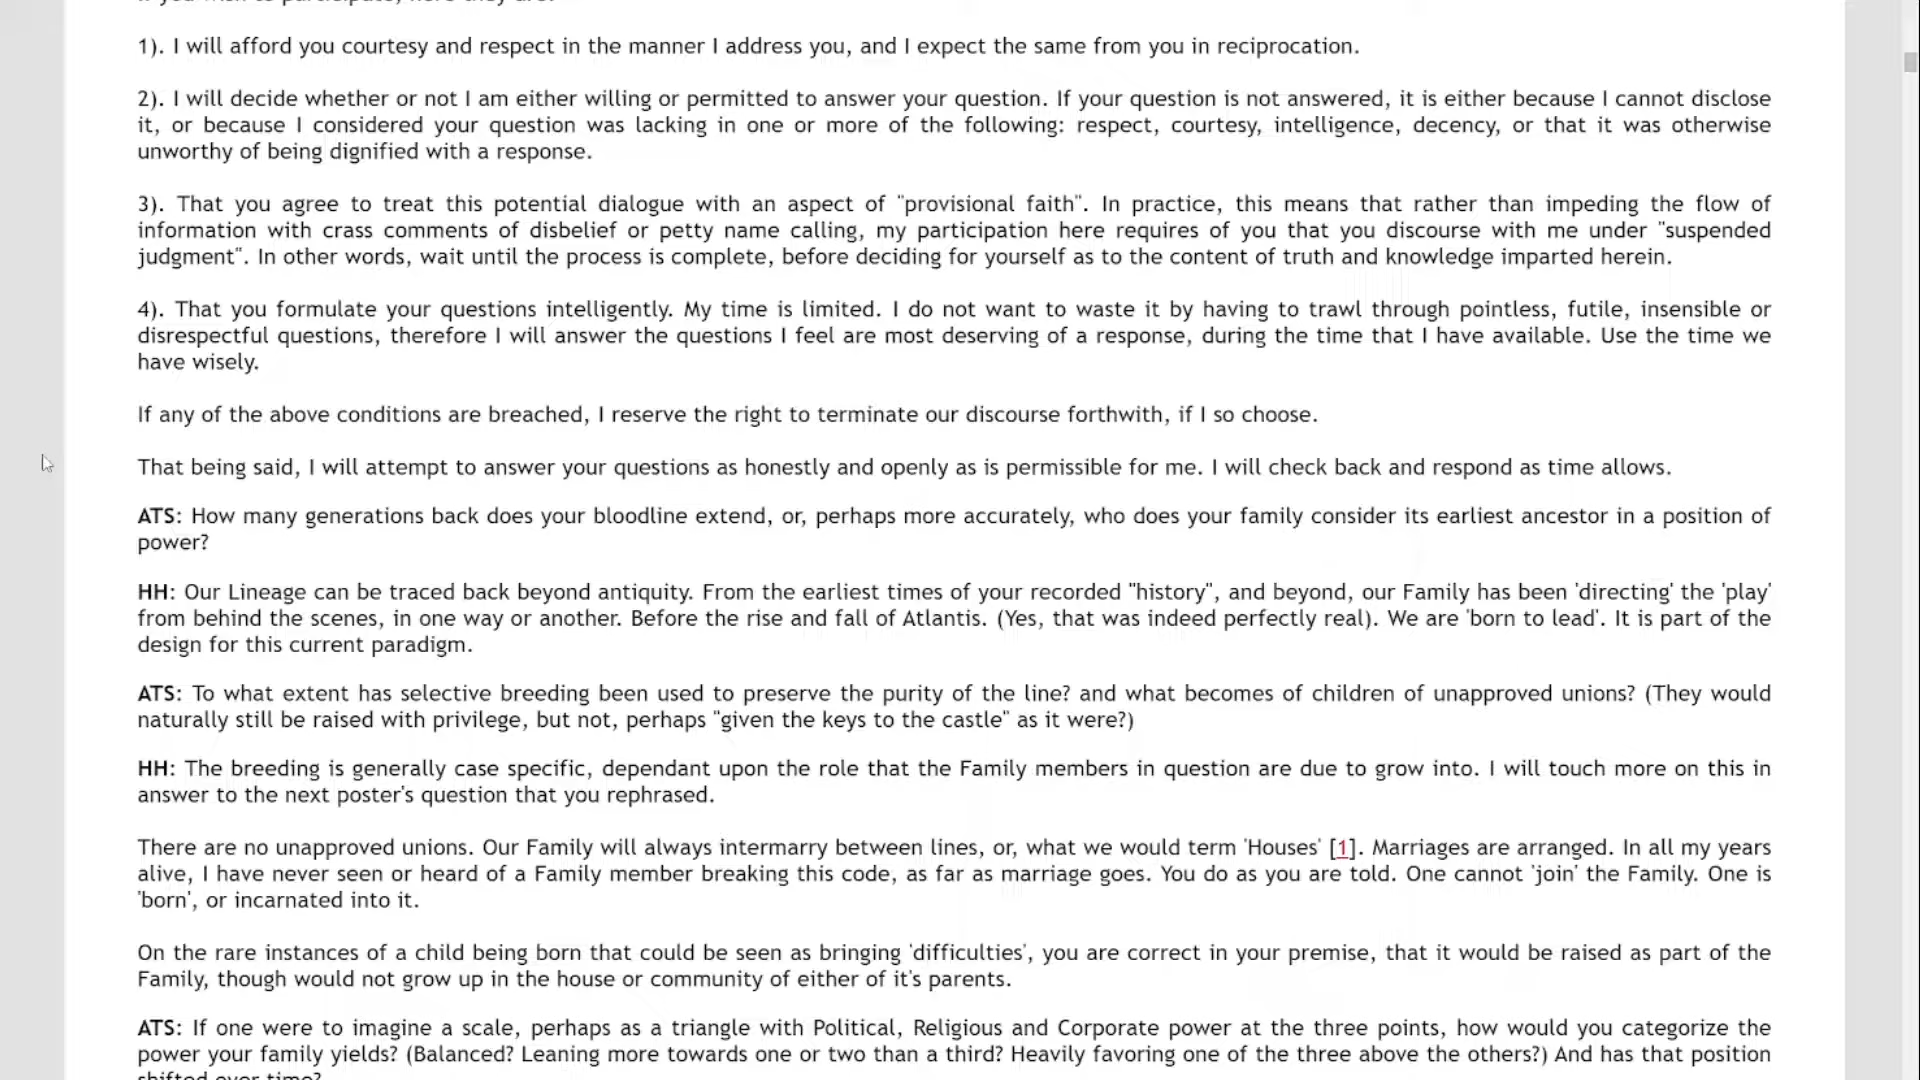 1). I will afford you courtesy and respect in the manner I address you, and I expect the same from you in reciprocation.
2). I will decide whether or not I am either willing or permitted to answer your question. If your question is not answered, it is either because I cannot disclose
it, or because I considered your question was lacking in one or more of the following: respect, courtesy, intelligence, decency, or that it was otherwise
unworthy of being dignified with a response.
3). That you agree to treat this potential dialogue with an aspect of "provisional faith". In practice, this means that rather than impeding the flow of
information with crass comments of disbelief or petty name calling, my participation here requires of you that you discourse with me under "suspended
judgment". In other words, wait until the process is complete, before deciding for yourself as to the content of truth and knowledge imparted herein.
4). That you formulate your questions intelligently. My time is limited. I do not want to waste it by having to trawl through pointless, futile, insensible or
disrespectful questions, therefore I will answer the questions I feel are most deserving of a response, during the time that I have available. Use the time we
have wisely.
If any of the above conditions are breached, I reserve the right to terminate our discourse forthwith, if I so choose.
That being said, I will attempt to answer your questions as honestly and openly as is permissible for me. I will check back and respond as time allows.
ATS: How many generations back does your bloodline extend, or, perhaps more accurately, who does your family consider its earliest ancestor in a position of
power?
HH: Our Lineage can be traced back beyond antiquity. From the earliest times of your recorded "history", and beyond, our Family has been 'directing' the 'play'
from behind the scenes, in one way or another. Before the rise and fall of Atlantis. (Yes, that was indeed perfectly real). We are 'born to lead'. It is part of the
design for this current paradigm.
ATS: To what extent has selective breeding been used to preserve the purity of the line? and what becomes of children of unapproved unions? (They would
naturally still be raised with privilege, but not, perhaps "given the keys to the castle" as it were?)
HH: The breeding is generally case specific, dependant upon the role that the Family members in question are due to grow into. I will touch more on this in
answer to the next poster's question that you rephrased.
There are no unapproved unions. Our Family will always intermarry between lines, or, what we would term 'Houses' [1]. Marriages are arranged. In all my years
alive, I have never seen or heard of a Family member breaking this code, as far as marriage goes. You do as you are told. One cannot 'join' the Family. One is
'born', or incarnated into it.
On the rare instances of a child being born that could be seen as bringing 'difficulties', you are correct in your premise, that it would be raised as part of the
Family, though would not grow up in the house or community of either of it's parents.
ATS: If one were to imagine a scale, perhaps as a triangle with Political, Religious and Corporate power at the three points, how would you categorize the
power your family yields? (Balanced? Leaning more towards one or two than a third? Heavily favoring one of the three above the others?) And has that position
shifted over time?